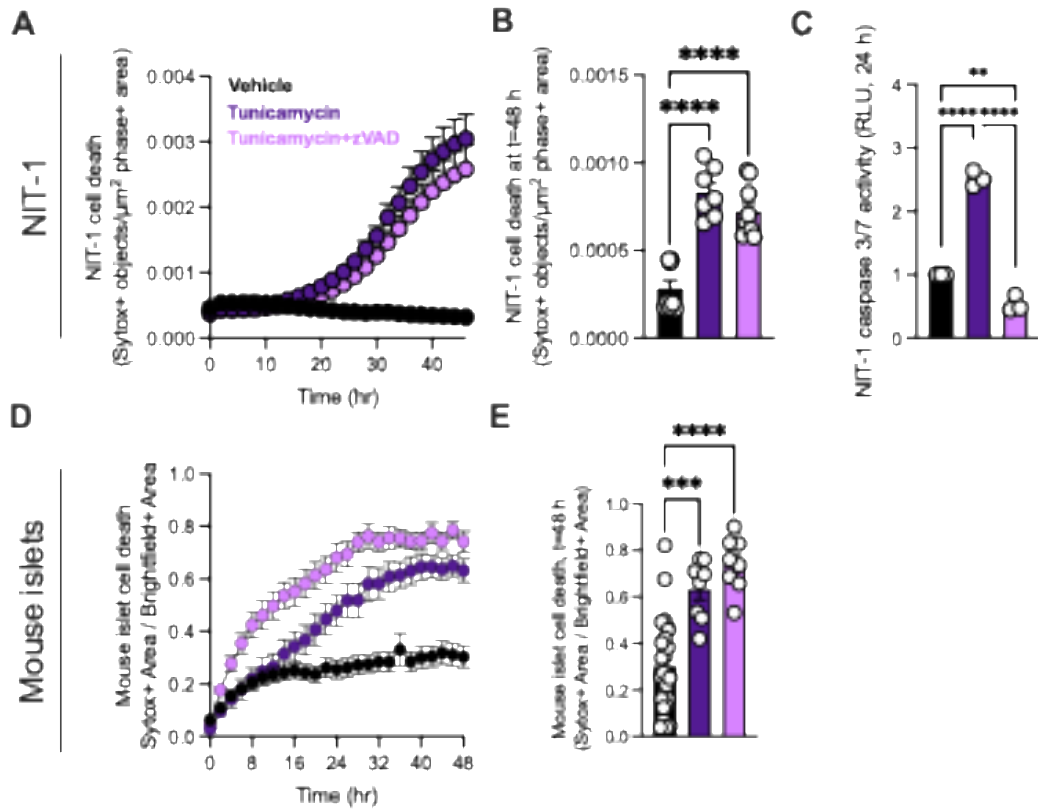 A
NIT-1
NIT-1 cell death
(Sytox+ objects/µm² phase+ area)
0.004
0.003
0.002
0.001
0.000
Vehicle
Tunicamycin
Tunicamycin+zVAD
0
10
20
30
40
Time (hr)
B
NIT-1 cell death at t=48 h
(Sytox+ objects/µm² phase+ area)
0.0015
0.0010
0.0005
0.0000
****
****
C
NIT-1 caspase 3/7 activity (RLU, 24 h)
4
3
2
1
0
**
**** ****
D
Mouse islets
Mouse islet cell death
Sytox+ Area / Brightfield+ Area
1.0
0.8
0.6
0.4
0.2
0.0
0
8
16
24
32
40
48
Time (hr)
E
Mouse islet cell death, t=48 h
(Sytox+ Area / Brightfield+ Area)
1.0
0.8
0.6
0.4
0.2
0.0
****
***